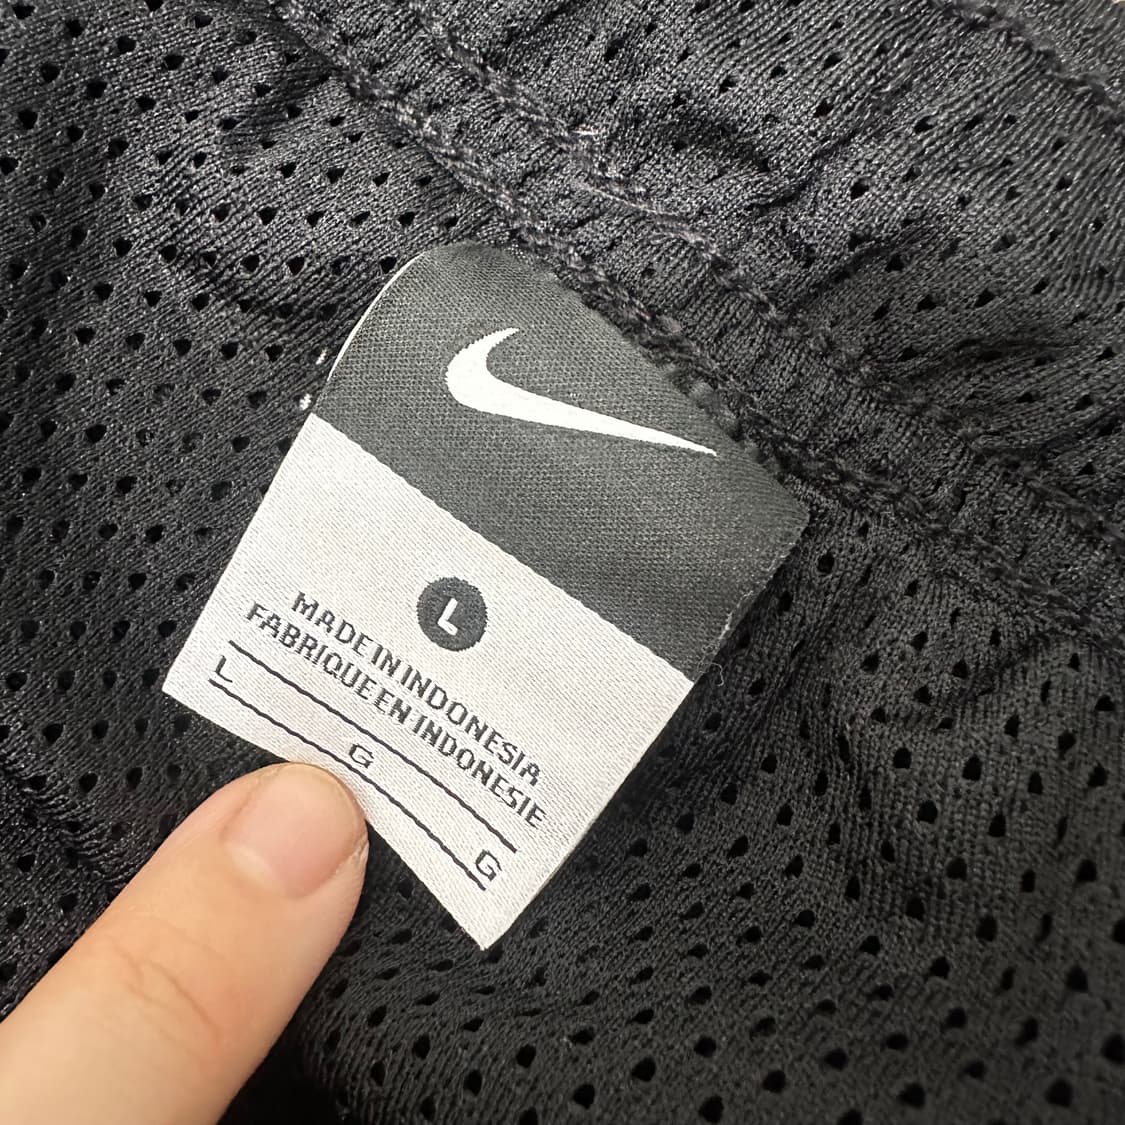 L
MADE IN INDONESIA
FABRIQUE EN INDONESIE
L G G